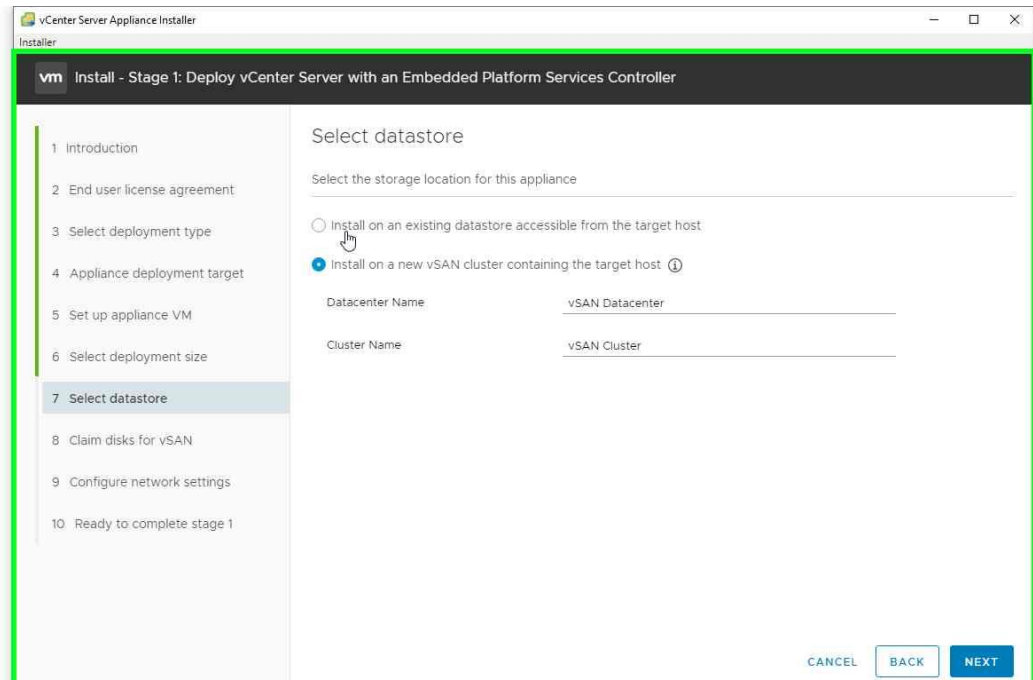 vCenter Server Appliance Installer
Installer
vm Install - Stage 1: Deploy vCenter Server with an Embedded Platform Services Controller
1 Introduction
2 End user license agreement
3 Select deployment type
4 Appliance deployment target
5 Set up appliance VM
6 Select deployment size
7 Select datastore
8 Claim disks for vSAN
9 Configure network settings
10 Ready to complete stage 1
Select datastore
Select the storage location for this appliance
Install on an existing datastore accessible from the target host
Install on a new vSAN cluster containing the target host
Datacenter Name vSAN Datacenter
Cluster Name vSAN Cluster
CANCEL BACK NEXT